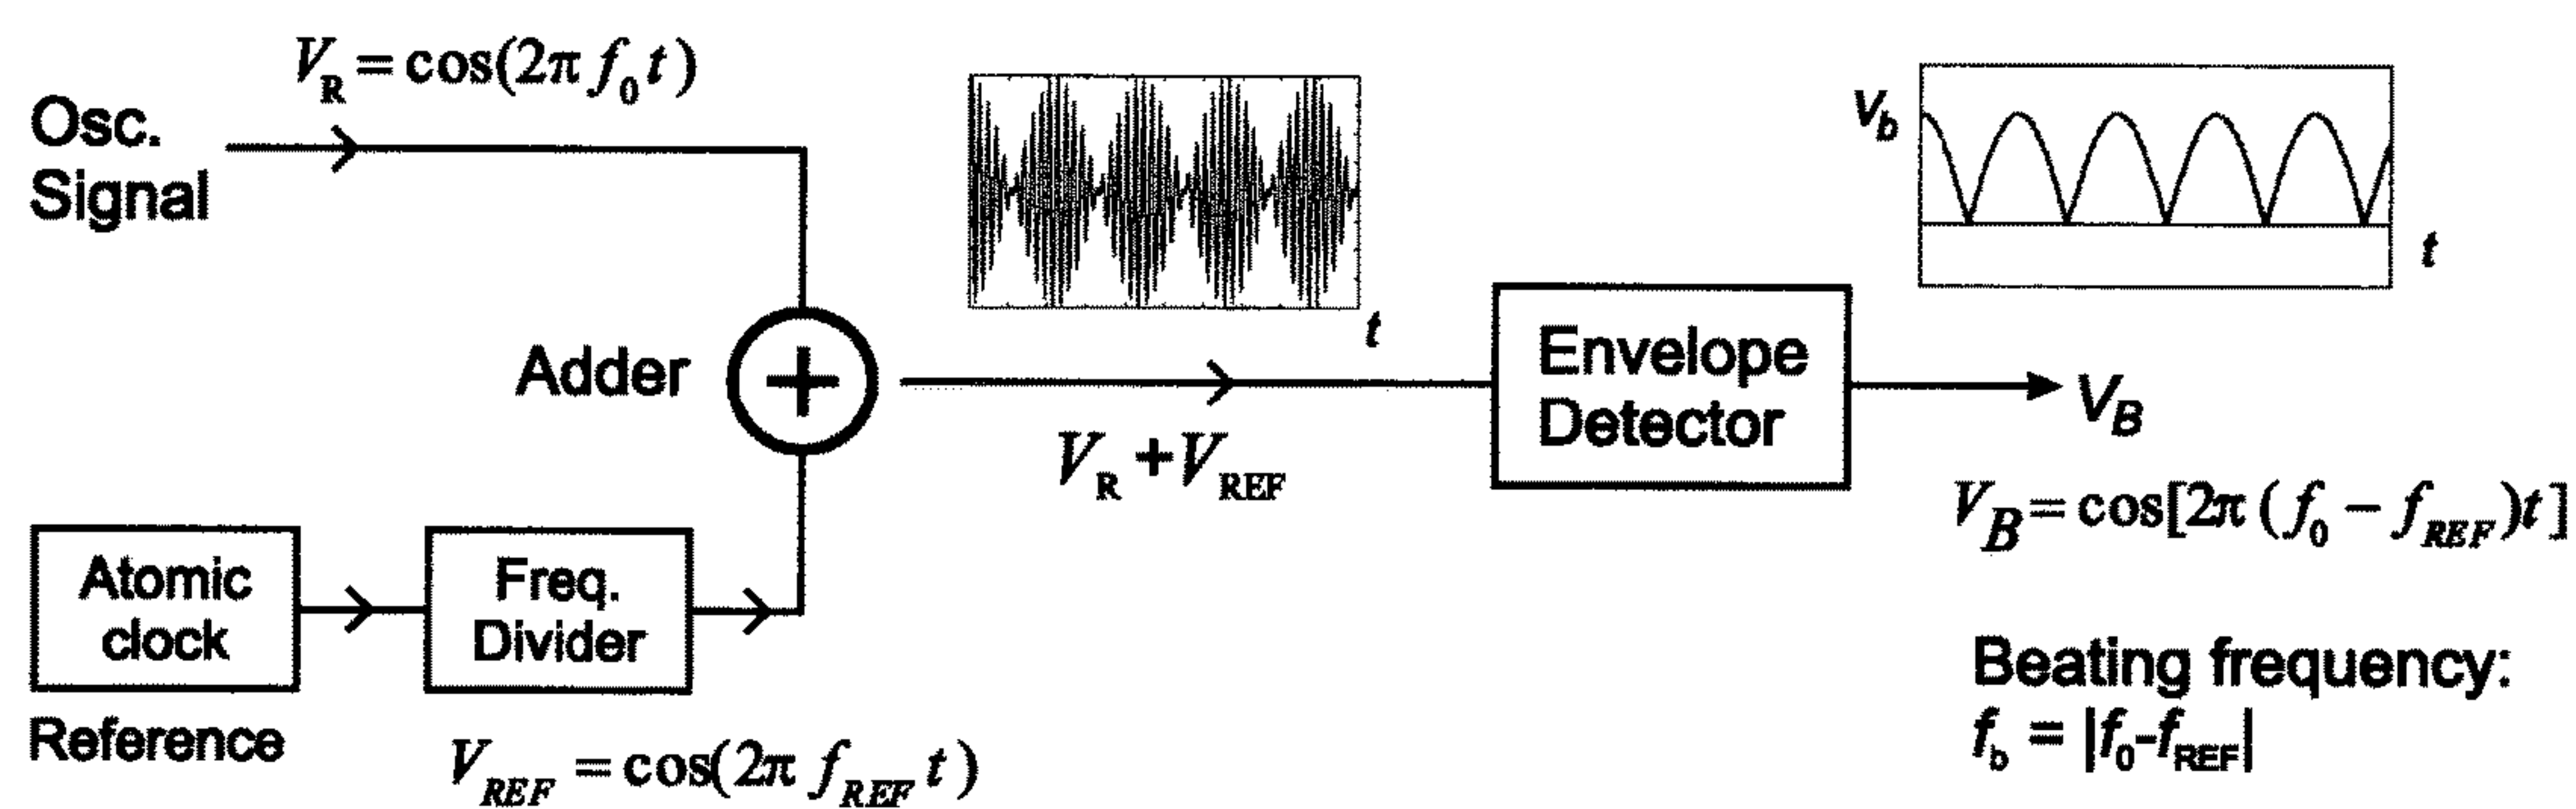 V_R = cos(2π f_0 t)
Osc.
Signal
t
V_b
t
Adder
+
V_R + V_REF
Envelope
Detector
V_B
V_B = cos[2π (f_0 − f_REF)t]
Atomic
clock
Freq.
Divider
Reference
V_REF = cos(2π f_REF t)
Beating frequency:
f_b = |f_0-f_REF|